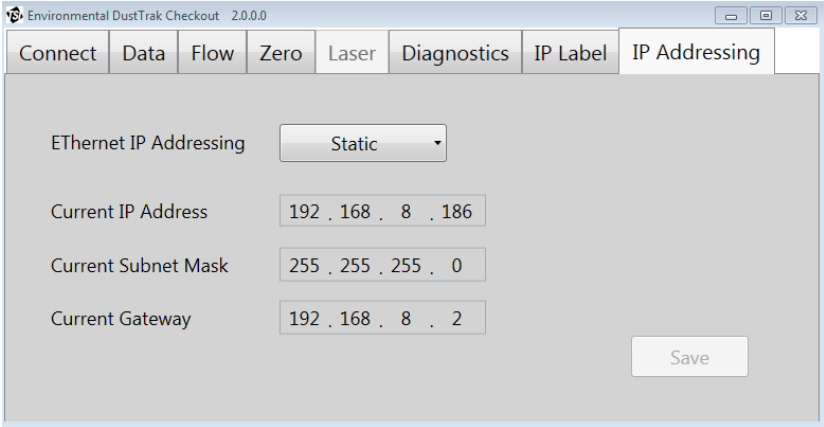 TSI Environmental DustTrak Checkout 2.0.0.0
Connect Data Flow Zero Laser Diagnostics IP Label IP Addressing
EThernet IP Addressing Static
Current IP Address 192 . 168 . 8 . 186
Current Subnet Mask 255 . 255 . 255 . 0
Current Gateway 192 . 168 . 8 . 2
Save